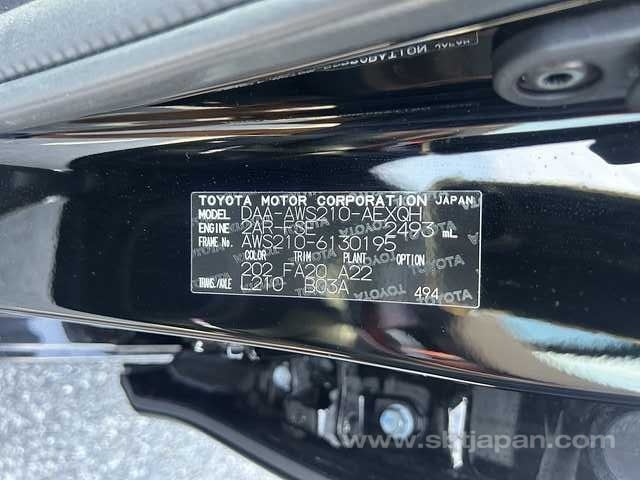 TOYOTA MOTOR CORPORATION JAPAN
MODEL DAA-AWS210-AEXQH
ENGINE 2AR-FSE 2493 mL
FRAME No. AWS210-6130195
COLOR TRIM PLANT OPTION
202 FA20 A22
TRANS./AXLE L210 B03A 494
www.sbtjapan.com